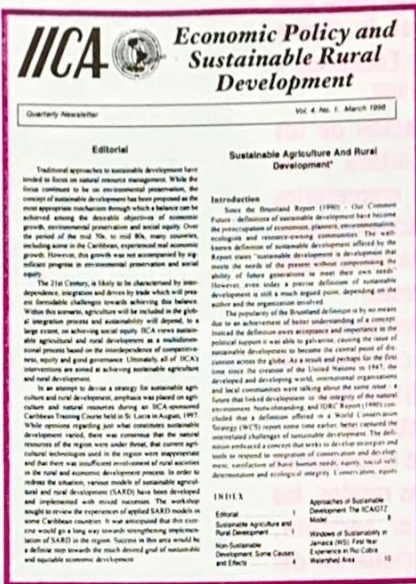 IICA
Economic Policy and
Sustainable Rural
Development
Quarterly Newsletter
Vol. 4. No. 1. March 1998
Editorial
Traditional approaches to sustainable development have
tended to focus on natural resource management. While the
focus continues to be on environmental preservation, the
concept of sustainable development has been proposed as the
most appropriate mechanism through which a balance can be
achieved among the desirable objectives of economic
growth, environmental preservation and social equity. Over
the period of the mid 70s, to mid 80s, many countries,
including some in the Caribbean, experienced real economic
growth. However, this growth was not accompanied by sig-
nificant progress in environmental preservation and social
equity.
The 21st Century, is likely to be characterised by inter-
dependence, integration and driven by trade which will pres-
ent formidable challenges towards achieving this balance.
Within this scenario, agriculture will be included in the glob-
al integration process and sustainability will depend, to a
large extent, on achieving social equity. IICA views sustain-
able agricultural and rural development as a multidimen-
sional process based on the interdependence of competitive-
ness, equity and good governance. Ultimately, all of IICA's
interventions are aimed at achieving sustainable agriculture
and rural development.
In an attempt to devise a strategy for sustainable agri-
culture and rural development, emphasis was placed on agri-
culture and natural resources during an IICA-sponsored
Caribbean Training Course held in St. Lucia in August, 1997.
While opinions regarding just what constitutes sustainable
development varied, there was consensus that the natural
resources of the region were under threat, that current agri-
cultural technologies used in the region were inappropriate
and that there was insufficient involvement of rural societies
in the rural and economic development process. In order to
redress the situation, various models of sustainable agricul-
tural and rural development (SARD) have been developed
and implemented with mixed successes. The workshop
sought to review the experiences of applied SARD models in
some Caribbean countries. It was anticipated that this exer-
cise would go a long way towards strengthening implemen-
tation of SARD in the region. Success in this area would be
a definite step towards the much desired goal of sustainable
and equitable economic development
Sustainable Agriculture And Rural
Development*
Introduction
Since the Bruntland Report (1990) - Our Common
Future - definitions of sustainable development have become
the preoccupation of economists, planners, environmentalists,
ecologists and resource-owning communities. The well-
known definition of sustainable development offered by the
Report states "sustainable development is development that
meets the needs of the present without compromising the
ability of future generations to meet their own needs"
However, even today a precise definition of sustainable
development is still a much argued point, depending on the
author and the organization involved
The popularity of the Bruntland definition is by no means
due to an achievement of better understanding of a concept.
Instead the definition owes acceptance and importance to the
political support it was able to galvanise, causing the issue of
sustainable development to become the central point of dis-
cussion across the globe. As a result and perhaps for the first
time since the creation of the United Nations in 1947, the
developed and developing world, international organisations
and local communities were talking about the same issue - a
future that linked development to the integrity of the natural
environment. Notwithstanding, and IDRC Report (1990) con-
cluded that a definition offered in a World Conservation
Strategy (WCS) report some time earlier, better captured the
interrelated challenges of sustainable development. The defi-
nition embraced a concept that seeks to develop strategies and
tools to respond to integration of conservation and develop-
ment, satisfaction of basic human needs, equity, social self-
determination and ecological integrity. Conservation, equity
INDEX
Editorial 1
Sustainable Agriculture and
Rural Development 1
Non-Sustainable
Development: Some Causes
and Effects 4
Approaches of Sustainable
Development: The IICA/GTZ
Model 8
Windows of Sustainability in
Jamaica (WS): First Year
Experience in Rio Cobre
Watershed Area 10